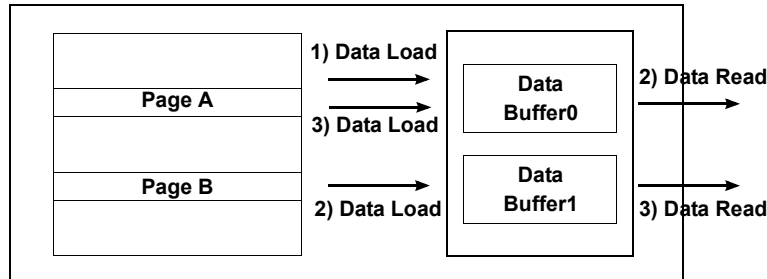 1) Data Load
Page A
3) Data Load
Data
Buffer0
2) Data Read
Page B
2) Data Load
Data
Buffer1
3) Data Read